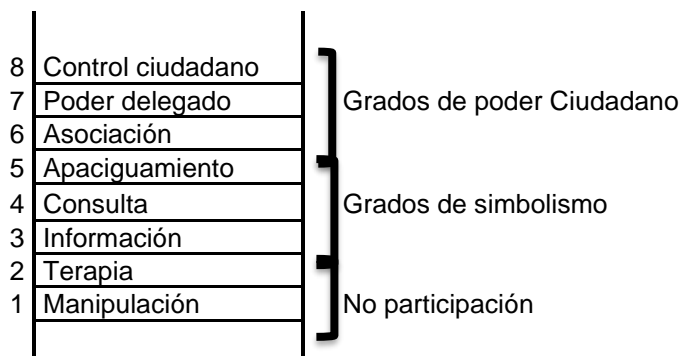 8 Control ciudadano
7 Poder delegado Grados de poder Ciudadano
6 Asociación
5 Apaciguamiento
4 Consulta Grados de simbolismo
3 Información
2 Terapia
1 Manipulación No participación